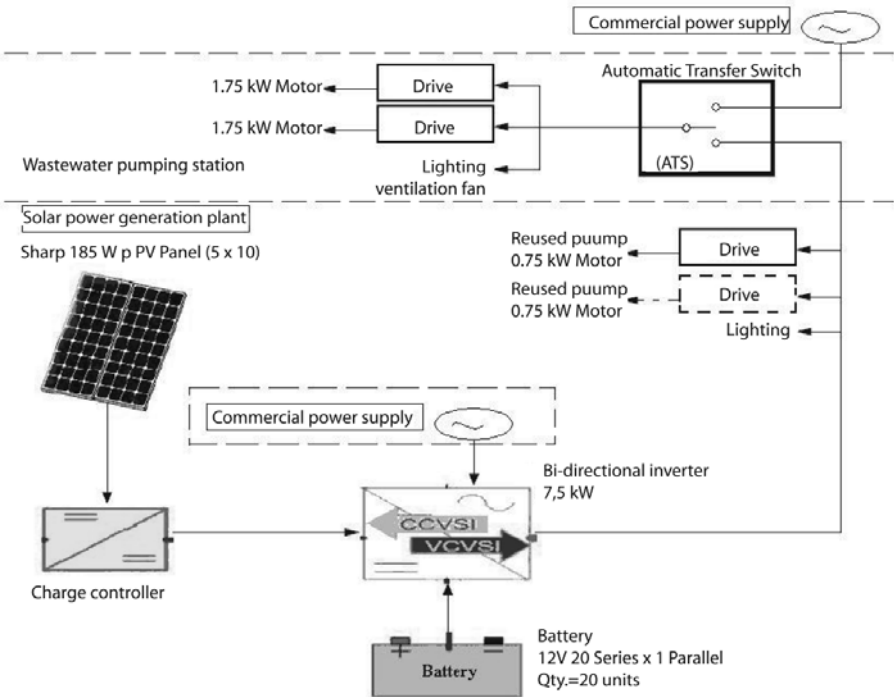 Commercial power supply
Automatic Transfer Switch
1.75 kW Motor
Drive
1.75 kW Motor
Drive
(ATS)
Wastewater pumping station
Lighting
ventilation fan
Solar power generation plant
Sharp 185 W p PV Panel (5 x 10)
Reused puump
0.75 kW Motor
Drive
Reused puump
0.75 kW Motor
Drive
Lighting
Commercial power supply
Bi-directional inverter
7,5 kW
CCVSI
VCVSI
Charge controller
Battery
Battery
12V 20 Series x 1 Parallel
Qty.=20 units